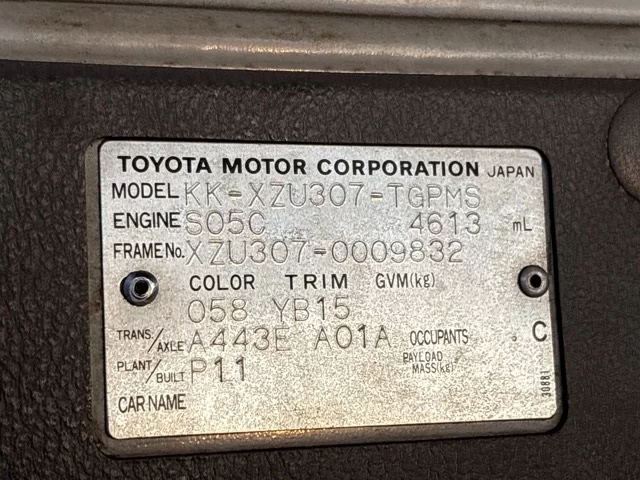 TOYOTA MOTOR CORPORATION JAPAN
MODEL KK-XZU307-TGPMS
ENGINE S05C 4613 mL
FRAME No. XZU307-0009832
COLOR TRIM GVM(kg)
058 YB15
TRANS./AXLE A443E A01A OCCUPANTS . C
PLANT/BUILT P11 PAYLOAD MASS(kg)
CAR NAME
30881